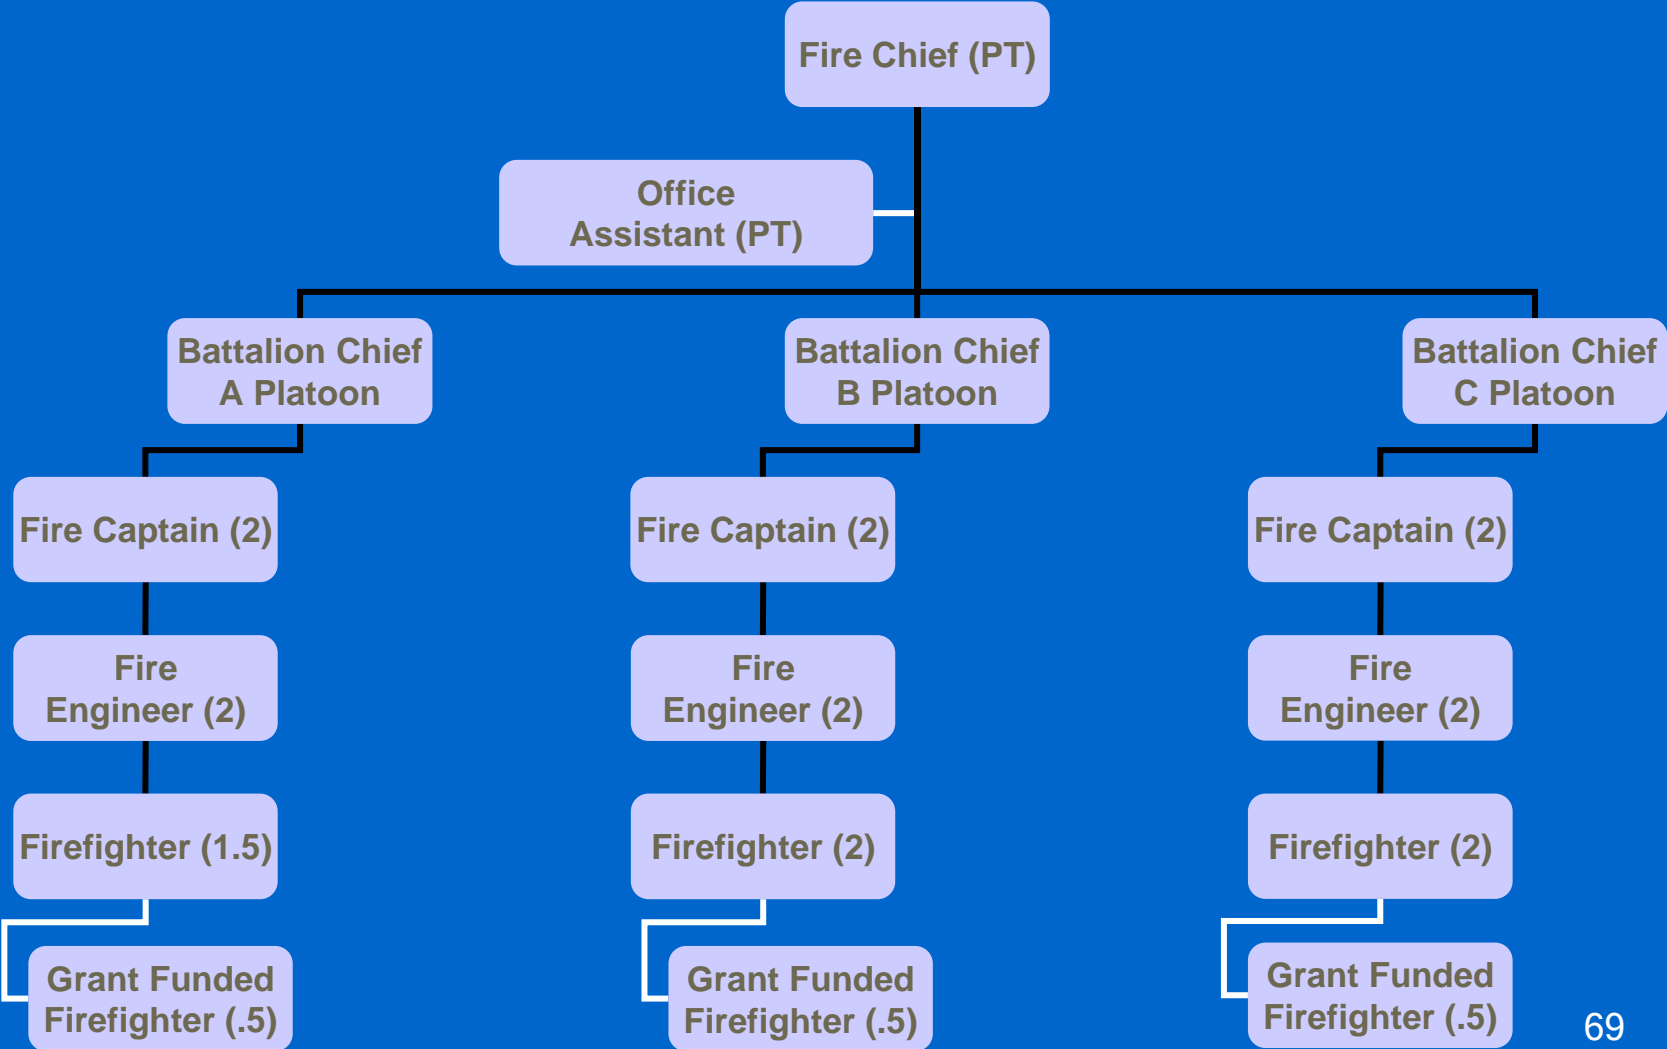 Fire Chief (PT)
Office
Assistant (PT)
Battalion Chief
A Platoon
Battalion Chief
B Platoon
Battalion Chief
C Platoon
Fire Captain (2)
Fire Captain (2)
Fire Captain (2)
Fire
Engineer (2)
Fire
Engineer (2)
Fire
Engineer (2)
Firefighter (1.5)
Firefighter (2)
Firefighter (2)
Grant Funded
Firefighter (.5)
Grant Funded
Firefighter (.5)
Grant Funded
Firefighter (.5)
69